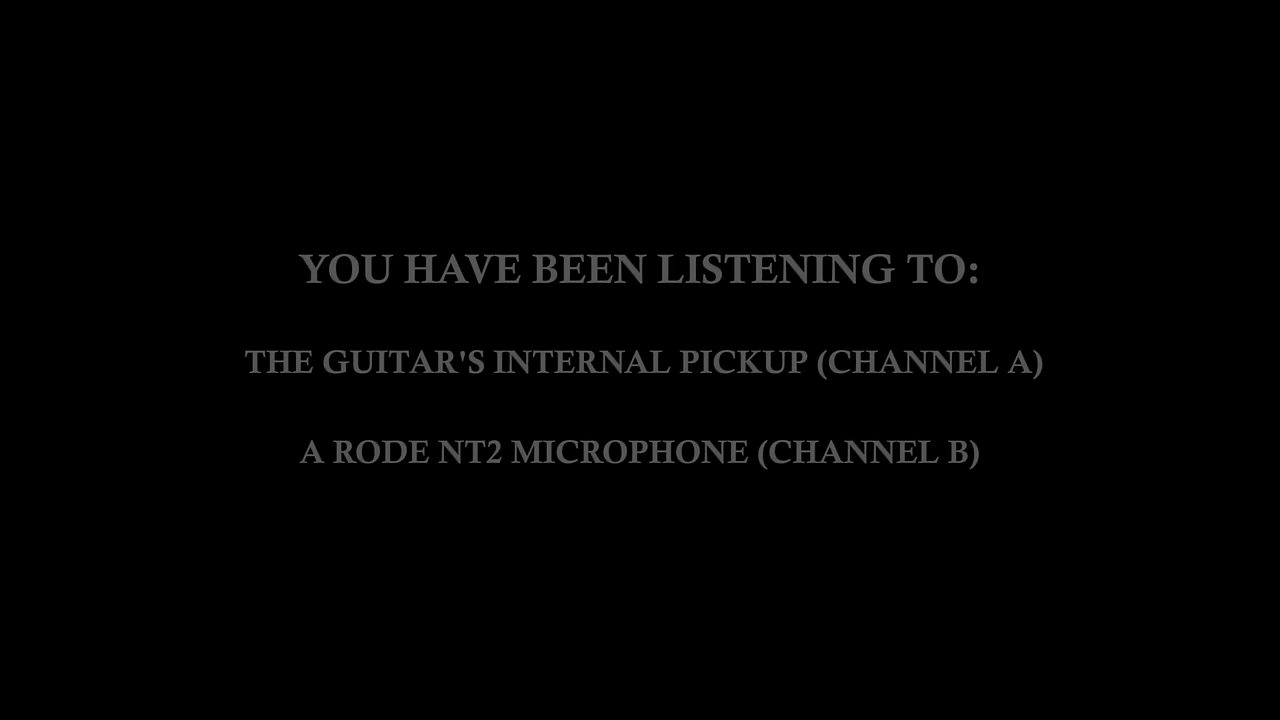 YOU HAVE BEEN LISTENING TO:
THE GUITAR'S INTERNAL PICKUP (CHANNEL A)
A RODE NT2 MICROPHONE (CHANNEL B)